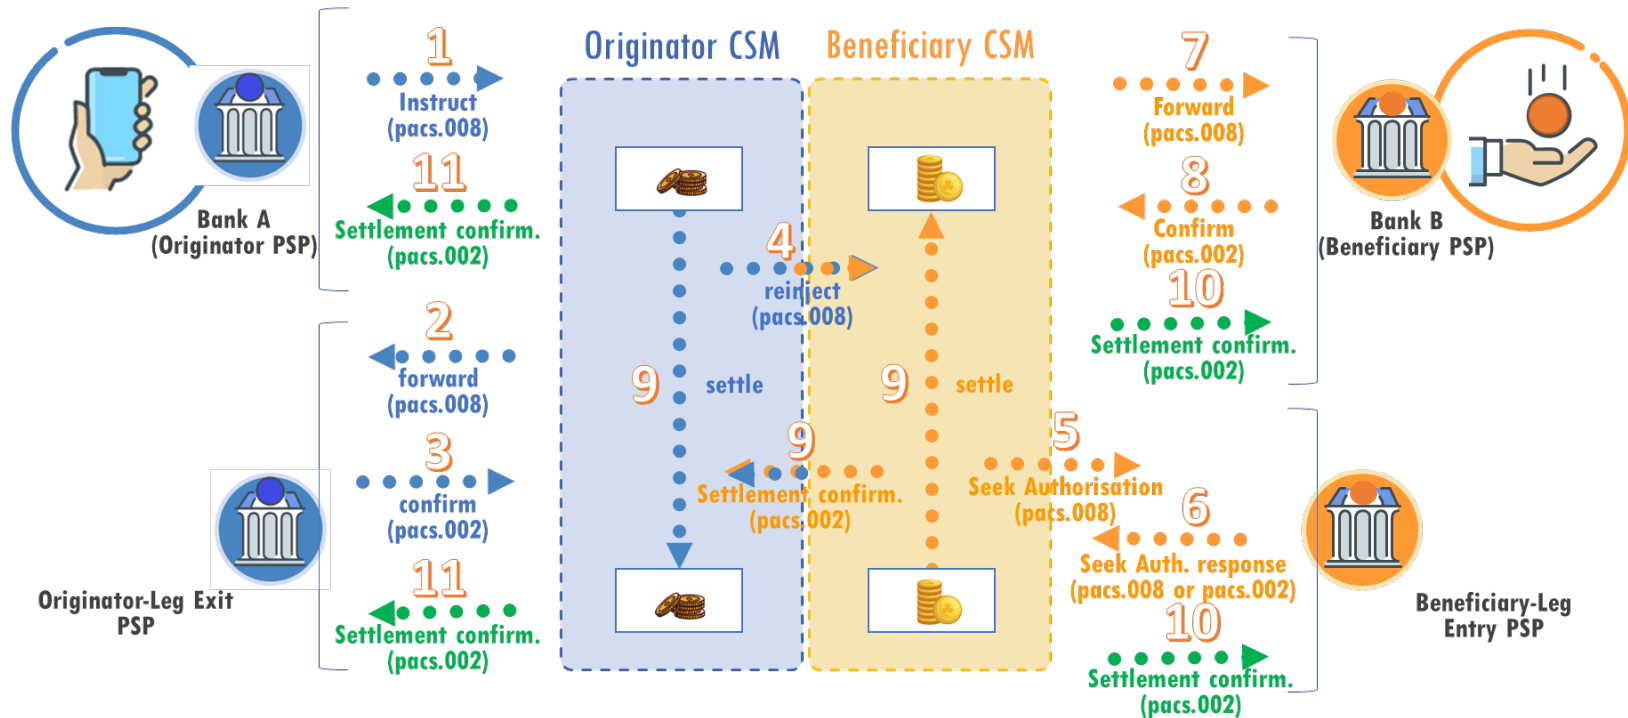 Originator CSM
Beneficiary CSM
1
Instruct
(pacs.008)
11
Settlement confirm.
(pacs.002)
Bank A
(Originator PSP)
2
forward
(pacs.008)
3
confirm
(pacs.002)
11
Settlement confirm.
(pacs.002)
Originator-Leg Exit
PSP
4
reinject
(pacs.008)
9
settle
9
settle
9
Settlement confirm.
(pacs.002)
7
Forward
(pacs.008)
8
Confirm
(pacs.002)
10
Settlement confirm.
(pacs.002)
Bank B
(Beneficiary PSP)
5
Seek Authorisation
(pacs.008)
6
Seek Auth. response
(pacs.008 or pacs.002)
10
Settlement confirm.
(pacs.002)
Beneficiary-Leg
Entry PSP